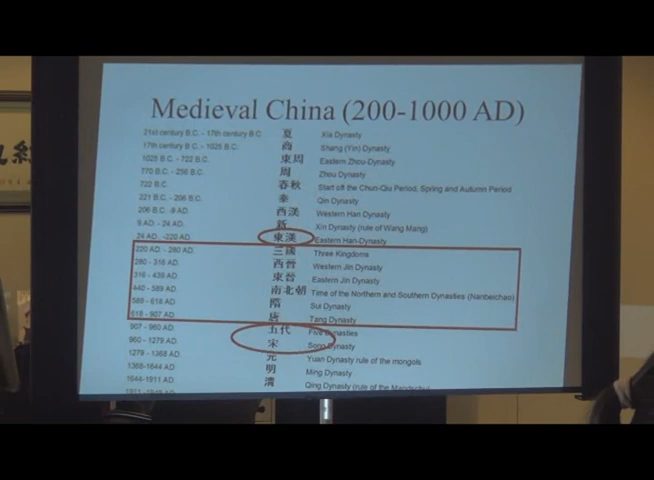 Medieval China (200-1000 AD)
21st century B.C. - 17th century B.C. 夏 Xia Dynasty
17th century B.C. - 1025 B.C. 商 Shang (Yin) Dynasty
1025 B.C. - 722 B.C. 東周 Eastern Zhou-Dynasty
770 B.C. - 256 B.C. 周 Zhou Dynasty
722 B.C. 春秋 Start off the Chun-Qiu Period, Spring and Autumn Period
221 B.C. - 206 B.C. 秦 Qin Dynasty
206 B.C. -9 AD. 西漢 Western Han Dynasty
9 AD. - 24 AD. 新 Xin Dynasty (rule of Wang Mang)
24 AD. -220 AD. 東漢 Eastern Han-Dynasty
220 AD. - 280 AD. 三國 Three Kingdoms
280 - 316 AD. 西晉 Western Jin Dynasty
316 - 439 AD. 東晉 Eastern Jin Dynasty
440 - 589 AD. 南北朝 Time of the Northern and Southern Dynasties (Nanbeichao)
589 - 618 AD. 隋 Sui Dynasty
618 - 907 AD. 唐 Tang Dynasty
907 - 960 AD. 五代 Five Dynasties
960 - 1279 AD. 宋 Song Dynasty
1279 - 1368 AD 元 Yuan Dynasty rule of the mongols
1368-1644 AD 明 Ming Dynasty
1644-1911 AD. 清 Qing Dynasty (rule of the Mandschu)